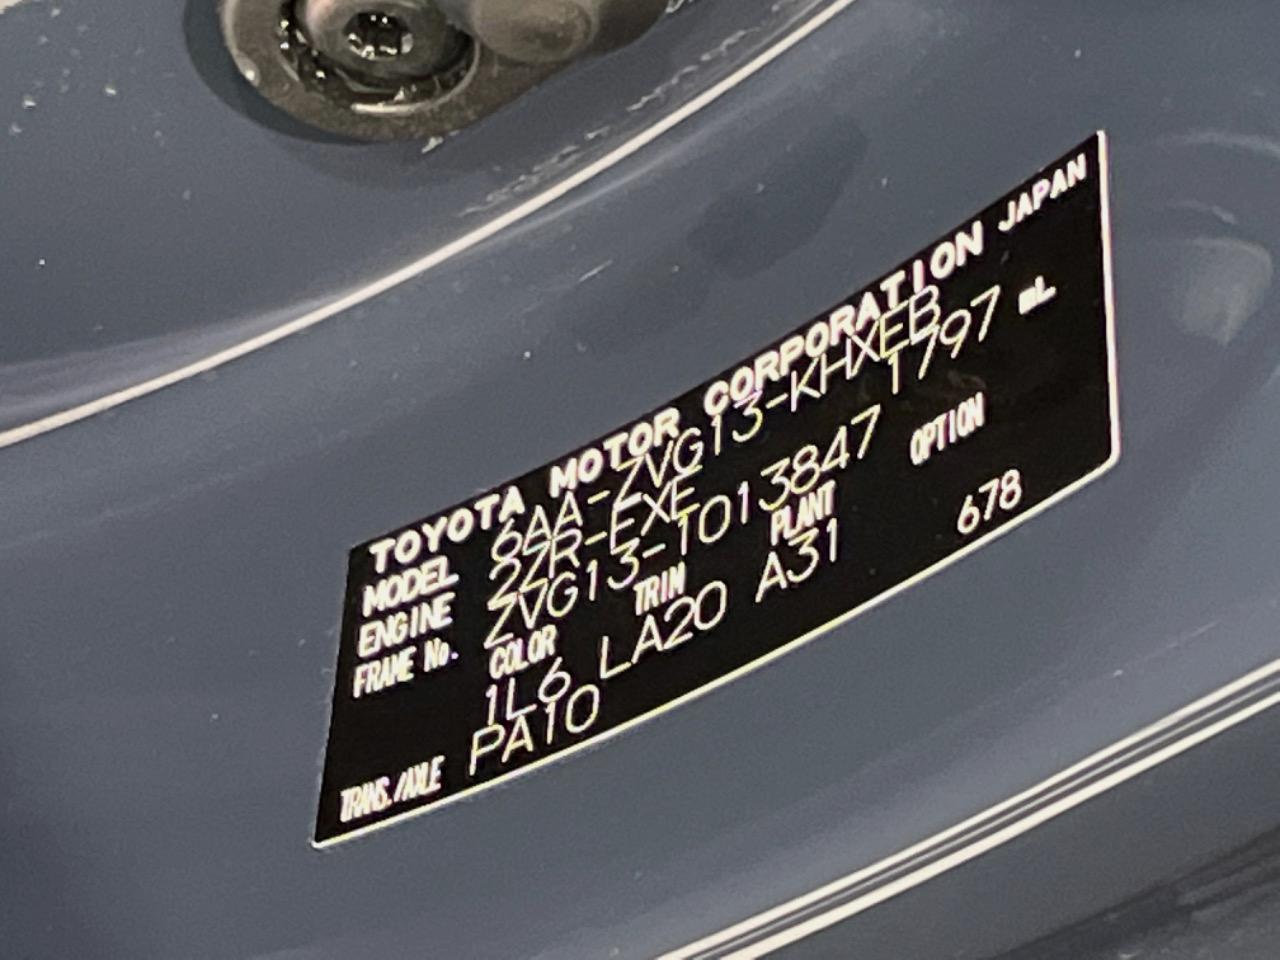 TOYOTA MOTOR CORPORATION JAPAN
MODEL 6AA-ZVG13-KHXEB
ENGINE 2ZR-EXE 1797 mL
FRAME No. ZVG13-1013847
COLOR TRIM PLANT OPTION
1L6 LA20 A31 678
TRANS./AXLE PA10